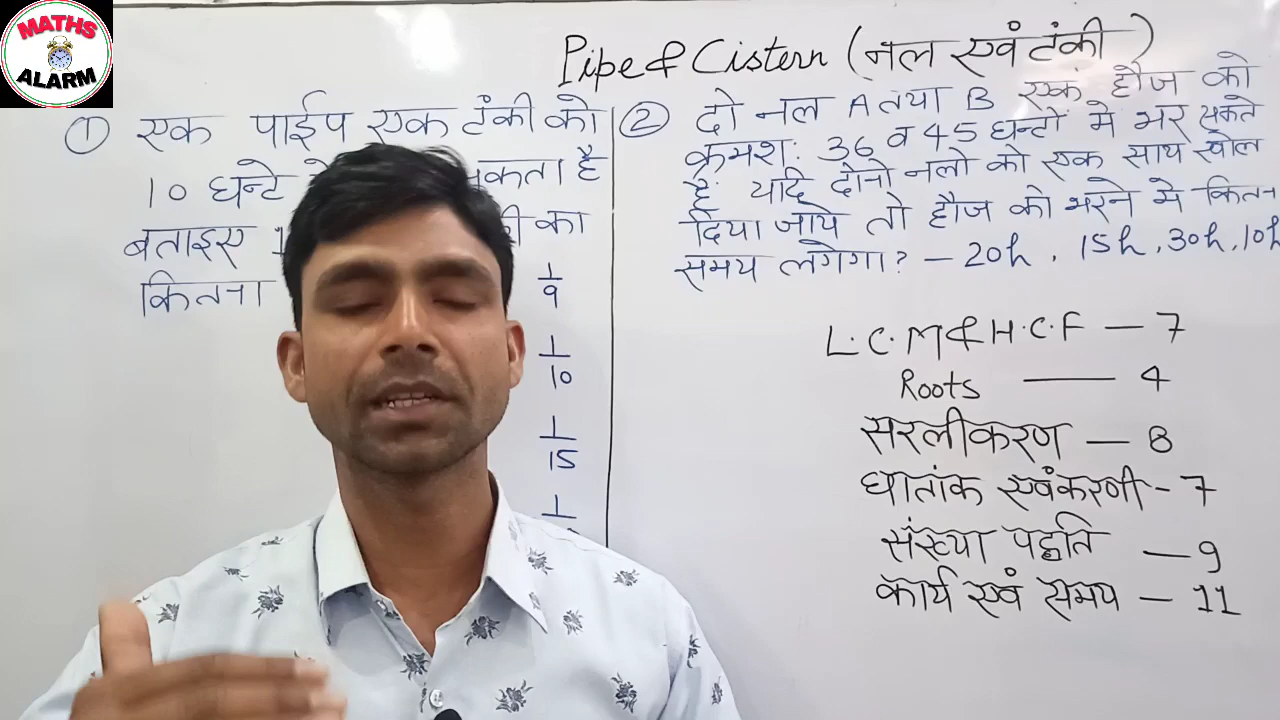 MATHS
ALARM
Pipe & Cistern (नल एवं टंकी)
① एक पाईप एक टंकी को
10 घन्टे सकता है
बताइए का
कितना
1/9
1/10
1/15
② दो नल A तथा B एक हौज को
क्रमश: 36 व 45 घन्टों मे भर सकते
है यदि दोनो नलो को एक साथ खोल
दिया जाये तो हौज को भरने मे कितन
समय लगेगा? – 20h, 15h, 30h, 10h
L.C.M & H.C.F – 7
Roots — 4
सरलीकरण – 8
घातांक एवं करणी – 7
संख्या पद्धति – 9
कार्य एवं समय – 11